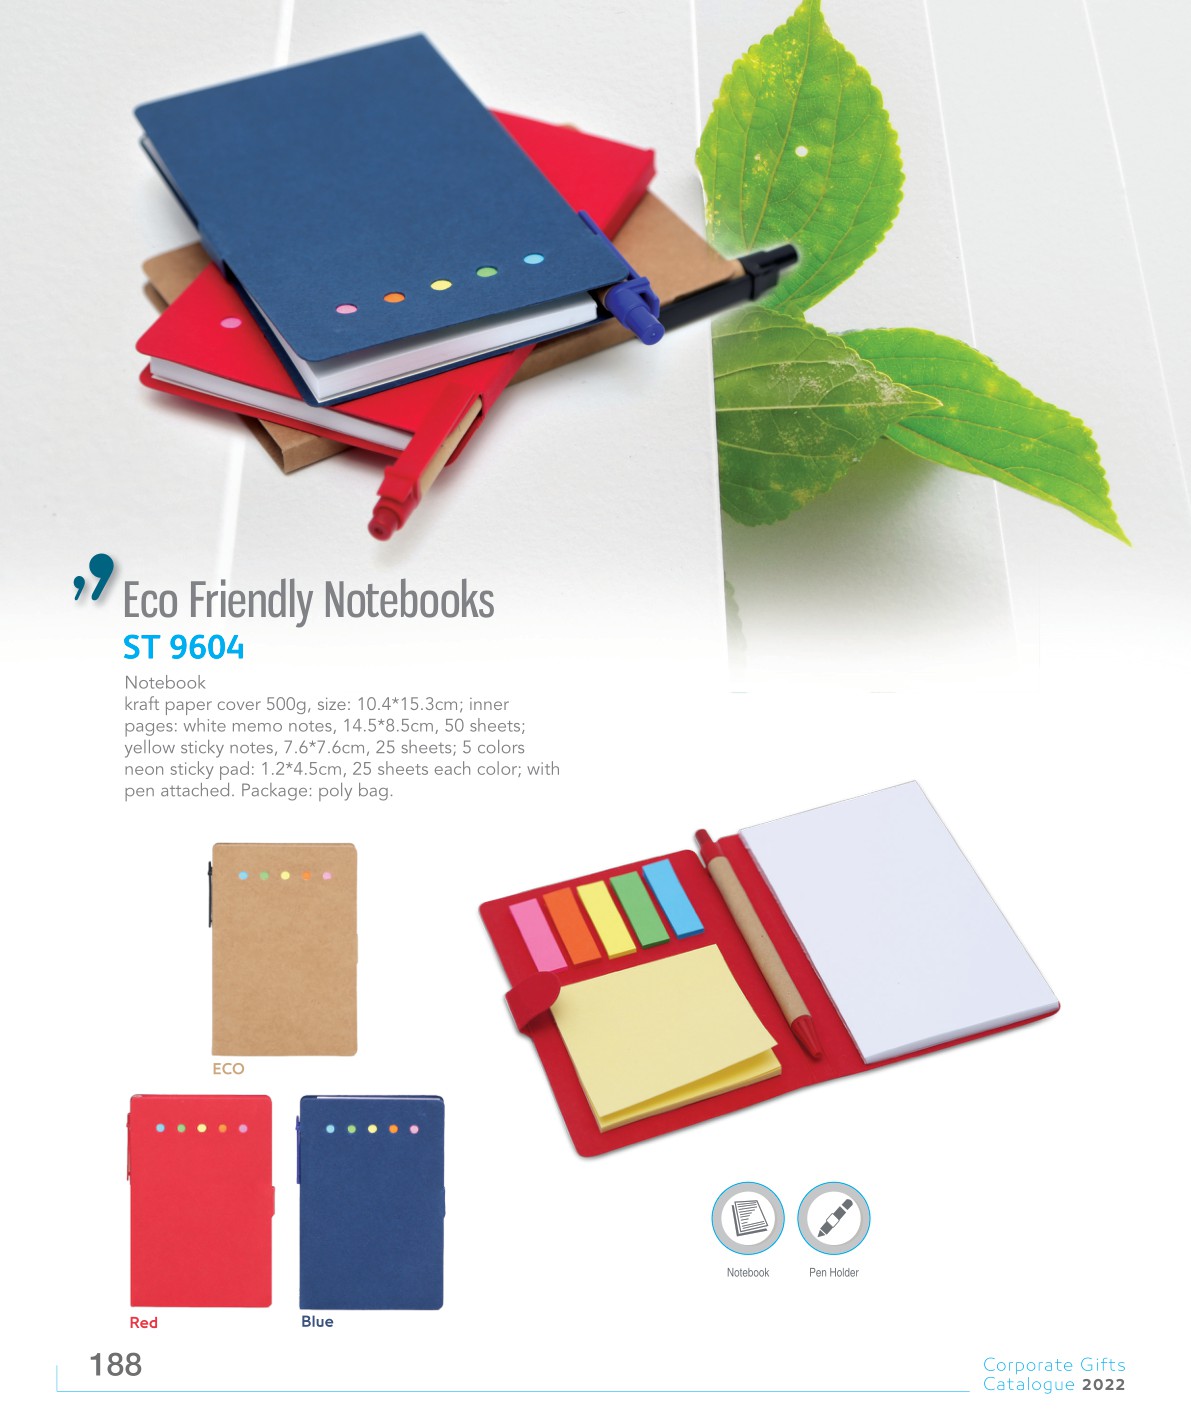 Eco Friendly Notebooks
ST 9604
Notebook
kraft paper cover 500g, size: 10.4*15.3cm; inner
pages: white memo notes, 14.5*8.5cm, 50 sheets;
yellow sticky notes, 7.6*7.6cm, 25 sheets; 5 colors
neon sticky pad: 1.2*4.5cm, 25 sheets each color; with
pen attached. Package: poly bag.
ECO
Red
Blue
Notebook
Pen Holder
188
Corporate Gifts
Catalogue 2022